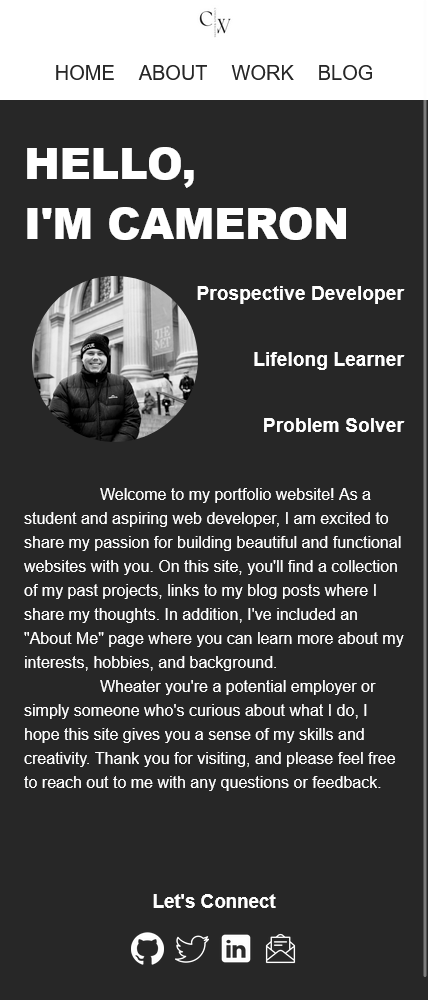 CW
HOME ABOUT WORK BLOG
HELLO,
I'M CAMERON
Prospective Developer
Lifelong Learner
Problem Solver
RESCUE
THE
MET
Welcome to my portfolio website! As a
student and aspiring web developer, I am excited to
share my passion for building beautiful and functional
websites with you. On this site, you'll find a collection
of my past projects, links to my blog posts where I
share my thoughts. In addition, I've included an
"About Me" page where you can learn more about my
interests, hobbies, and background.
Wheater you're a potential employer or
simply someone who's curious about what I do, I
hope this site gives you a sense of my skills and
creativity. Thank you for visiting, and please feel free
to reach out to me with any questions or feedback.
Let's Connect
in